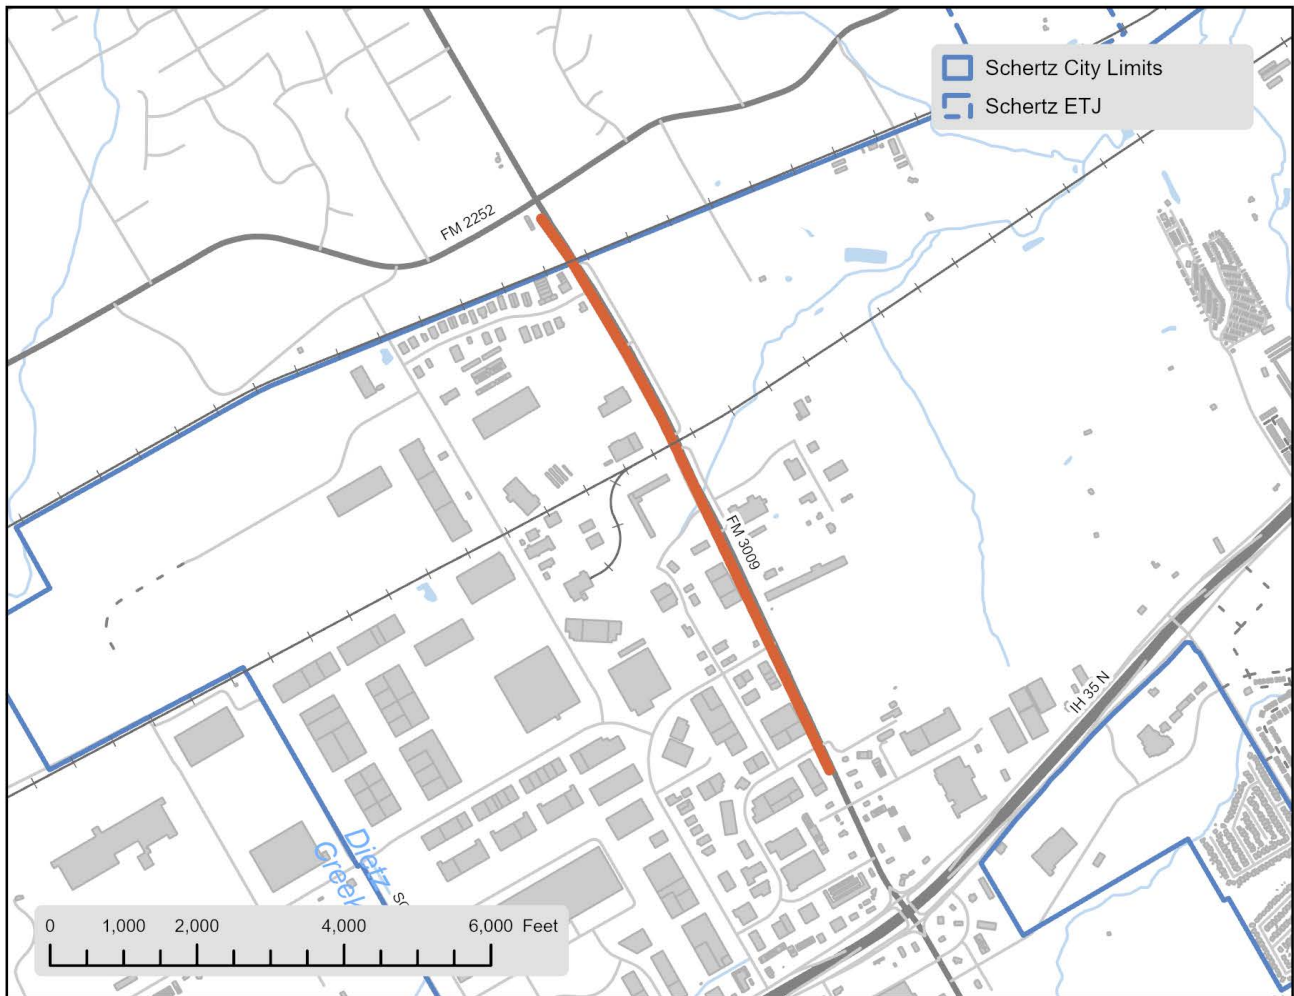 Schertz City Limits
Schertz ETJ
FM 2252
FM 3009
IH 35 N
Dietz
Creek
0 1,000 2,000 4,000 6,000 Feet